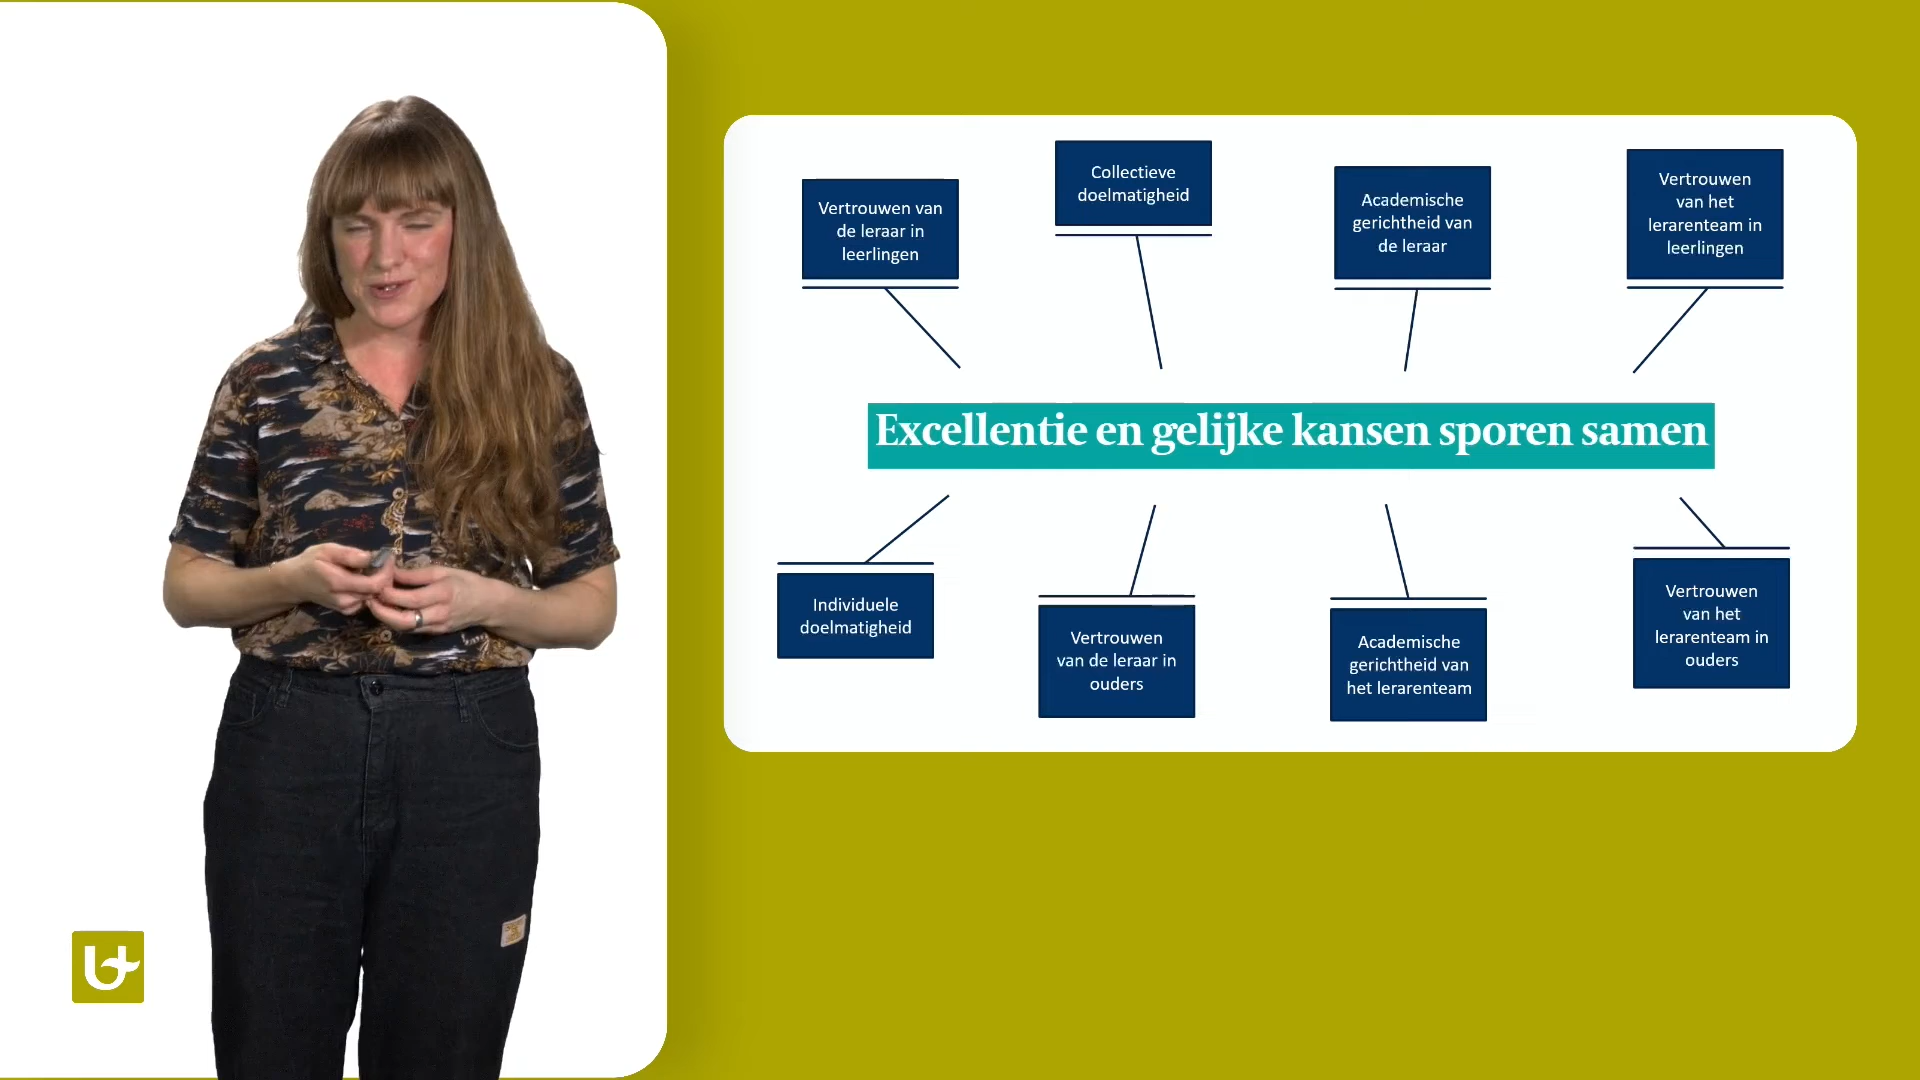 Vertrouwen van
de leraar in
leerlingen
Collectieve
doelmatigheid
Academische
gerichtheid van
de leraar
Vertrouwen
van het
lerarenteam in
leerlingen
Excellentie en gelijke kansen sporen samen
Individuele
doelmatigheid
Vertrouwen
van de leraar in
ouders
Academische
gerichtheid van
het lerarenteam
Vertrouwen
van het
lerarenteam in
ouders